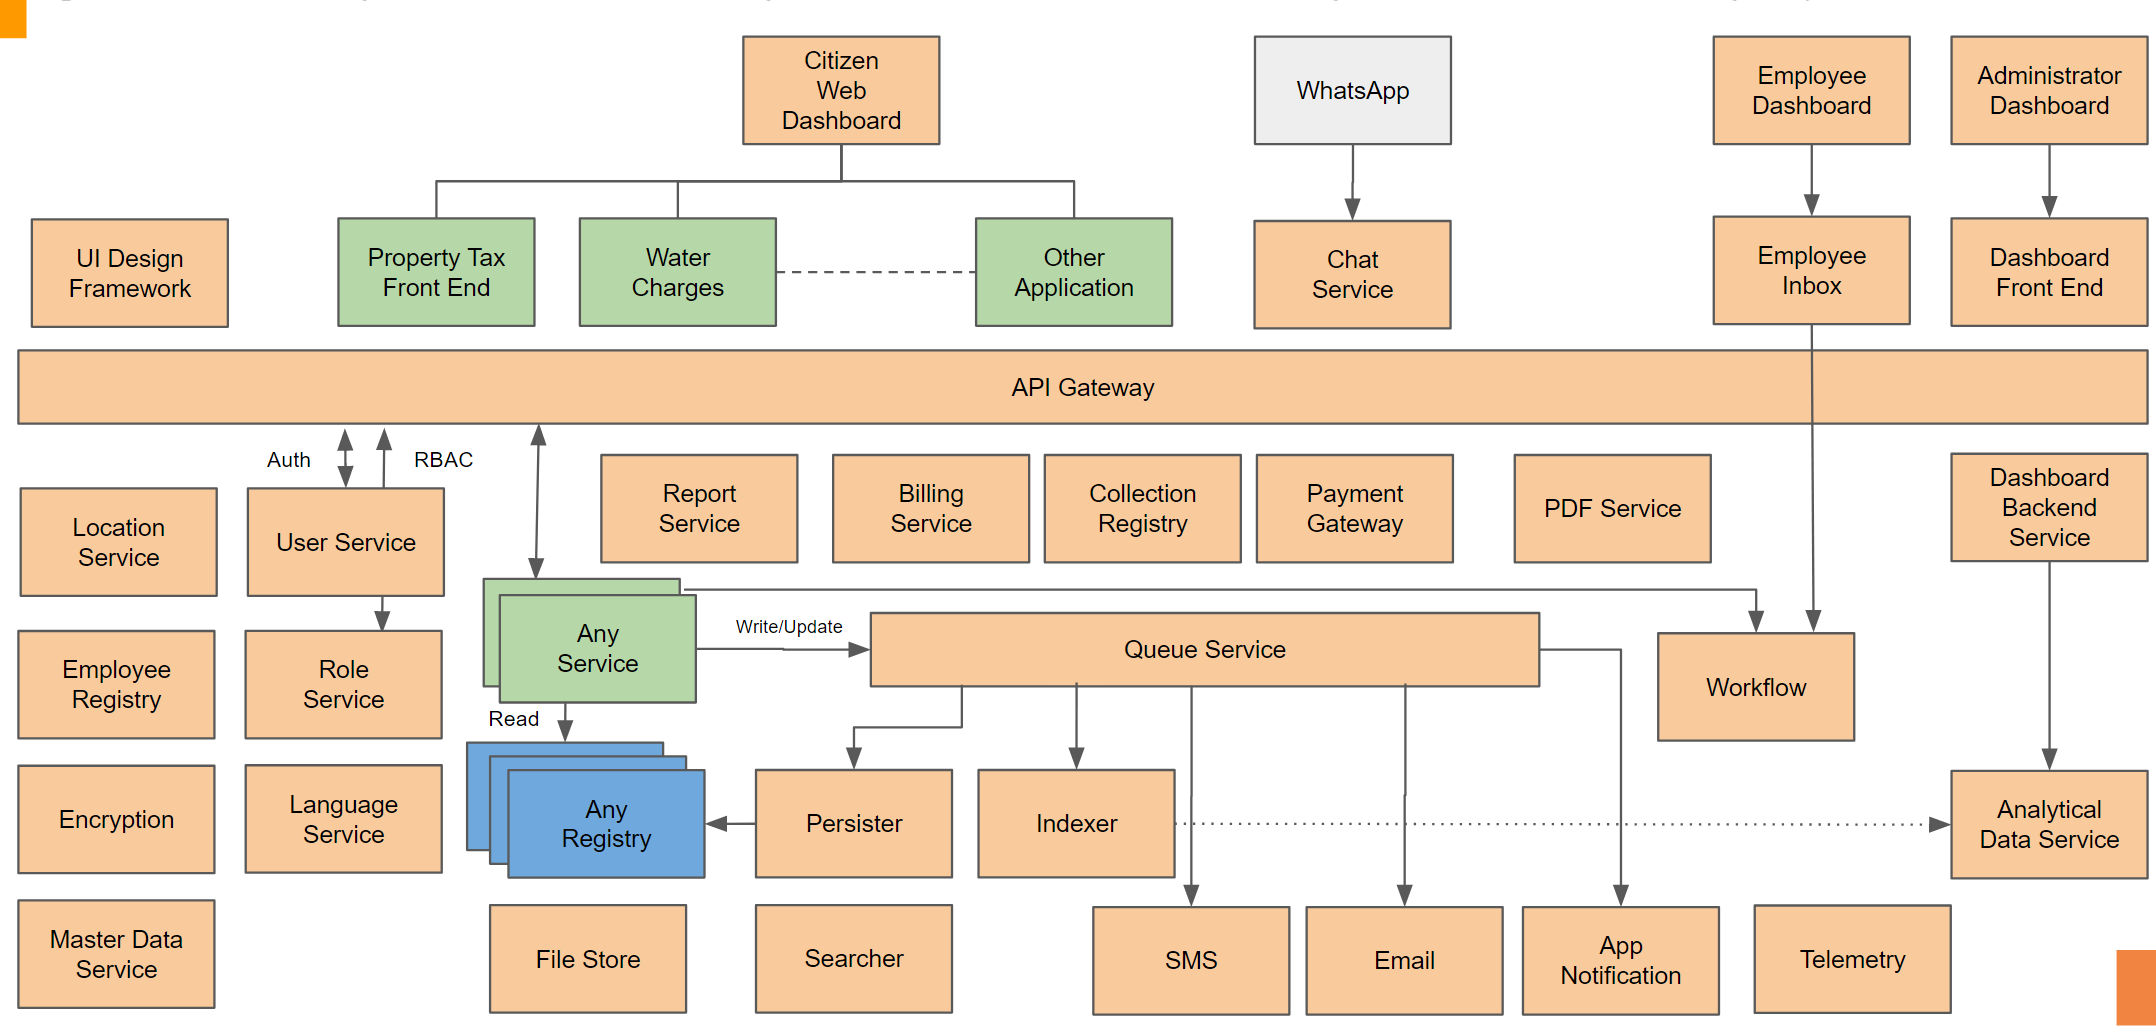 Citizen
Web
Dashboard
WhatsApp
Employee
Dashboard
Administrator
Dashboard
UI Design
Framework
Property Tax
Front End
Water
Charges
Other
Application
Chat
Service
Employee
Inbox
Dashboard
Front End
API Gateway
Auth
RBAC
Location
Service
User Service
Report
Service
Billing
Service
Collection
Registry
Payment
Gateway
PDF Service
Dashboard
Backend
Service
Employee
Registry
Role
Service
Any
Service
Write/Update
Queue Service
Workflow
Read
Encryption
Language
Service
Any
Registry
Persister
Indexer
Analytical
Data Service
Master Data
Service
File Store
Searcher
SMS
Email
App
Notification
Telemetry